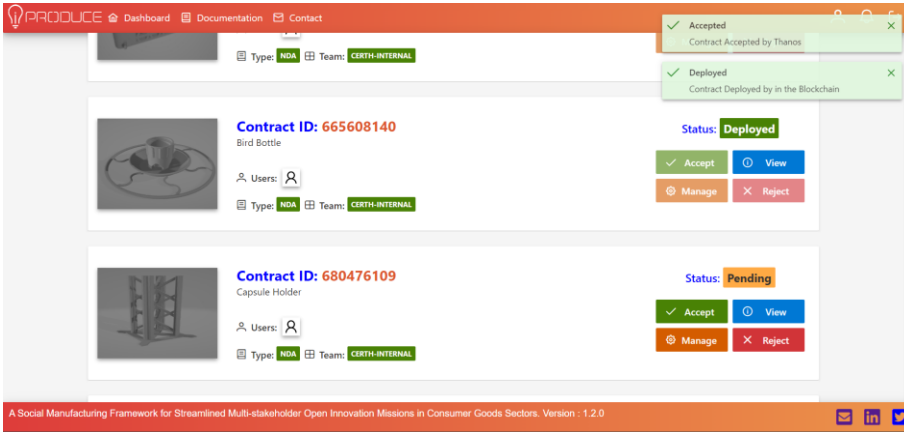 PRODUCE Dashboard Documentation Contact
Accepted
Contract Accepted by Thanos
Deployed
Contract Deployed by in the Blockchain
Type: NDA Team: CERTH-INTERNAL
Contract ID: 665608140
Bird Bottle
Users:
Type: NDA Team: CERTH-INTERNAL
Status: Deployed
Accept View
Manage Reject
Contract ID: 680476109
Capsule Holder
Users:
Type: NDA Team: CERTH-INTERNAL
Status: Pending
Accept View
Manage Reject
A Social Manufacturing Framework for Streamlined Multi-stakeholder Open Innovation Missions in Consumer Goods Sectors. Version : 1.2.0
in